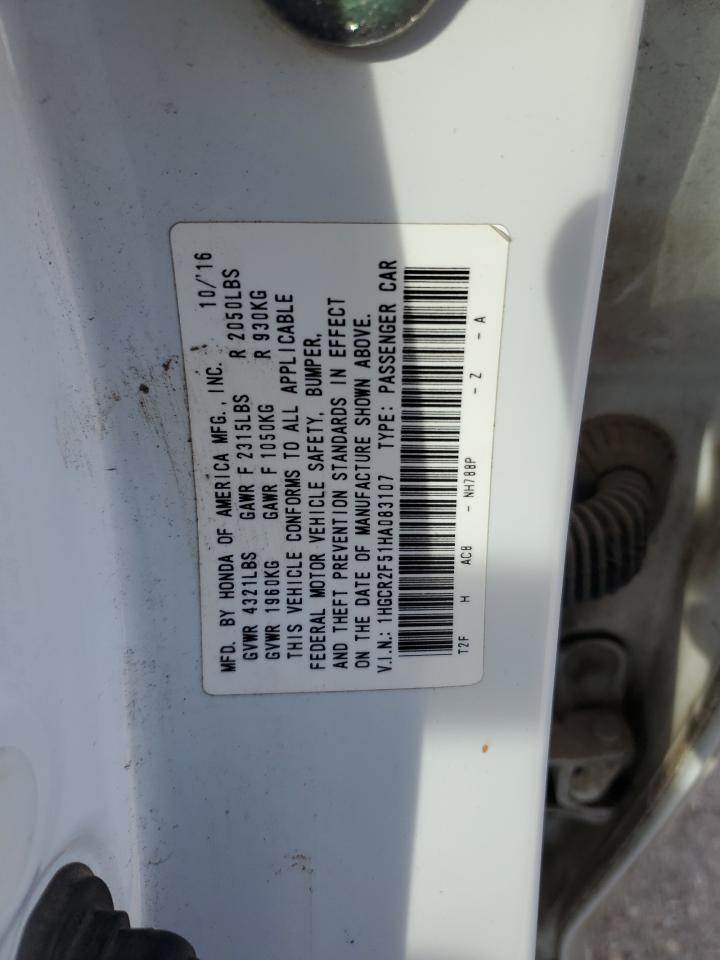 MFD. BY HONDA OF AMERICA MFG., INC. 10/'16
GVWR 4321LBS GAWR F 2315LBS R 2050LBS
GVWR 1960KG GAWR F 1050KG R 930KG
THIS VEHICLE CONFORMS TO ALL APPLICABLE
FEDERAL MOTOR VEHICLE SAFETY, BUMPER,
AND THEFT PREVENTION STANDARDS IN EFFECT
ON THE DATE OF MANUFACTURE SHOWN ABOVE.
V.I.N.: 1HGCR2F51HA083107 TYPE: PASSENGER CAR
T2F H AC8 - NH788P - Z - A